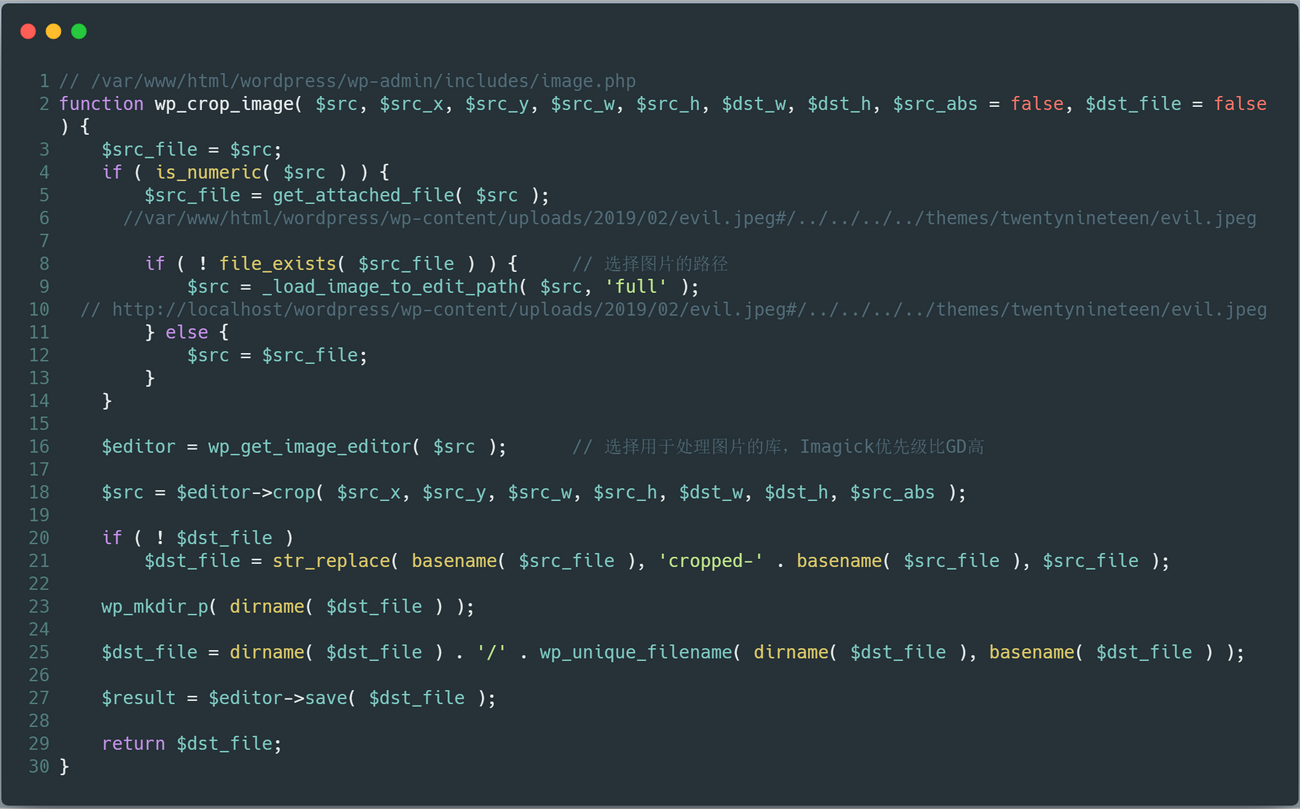 1 // /var/www/html/wordpress/wp-admin/includes/image.php
2 function wp_crop_image( $src, $src_x, $src_y, $src_w, $src_h, $dst_w, $dst_h, $src_abs = false, $dst_file = false
) {
3     $src_file = $src;
4     if ( is_numeric( $src ) ) {
5         $src_file = get_attached_file( $src );
6       //var/www/html/wordpress/wp-content/uploads/2019/02/evil.jpeg#/../../../../themes/twentynineteen/evil.jpeg
7
8         if ( ! file_exists( $src_file ) ) {     // 选择图片的路径
9             $src = _load_image_to_edit_path( $src, 'full' );
10   // http://localhost/wordpress/wp-content/uploads/2019/02/evil.jpeg#/../../../../themes/twentynineteen/evil.jpeg
11         } else {
12             $src = $src_file;
13         }
14     }
15
16     $editor = wp_get_image_editor( $src );      // 选择用于处理图片的库，Imagick优先级比GD高
17
18     $src = $editor->crop( $src_x, $src_y, $src_w, $src_h, $dst_w, $dst_h, $src_abs );
19
20     if ( ! $dst_file )
21         $dst_file = str_replace( basename( $src_file ), 'cropped-' . basename( $src_file ), $src_file );
22
23     wp_mkdir_p( dirname( $dst_file ) );
24
25     $dst_file = dirname( $dst_file ) . '/' . wp_unique_filename( dirname( $dst_file ), basename( $dst_file ) );
26
27     $result = $editor->save( $dst_file );
28
29     return $dst_file;
30 }